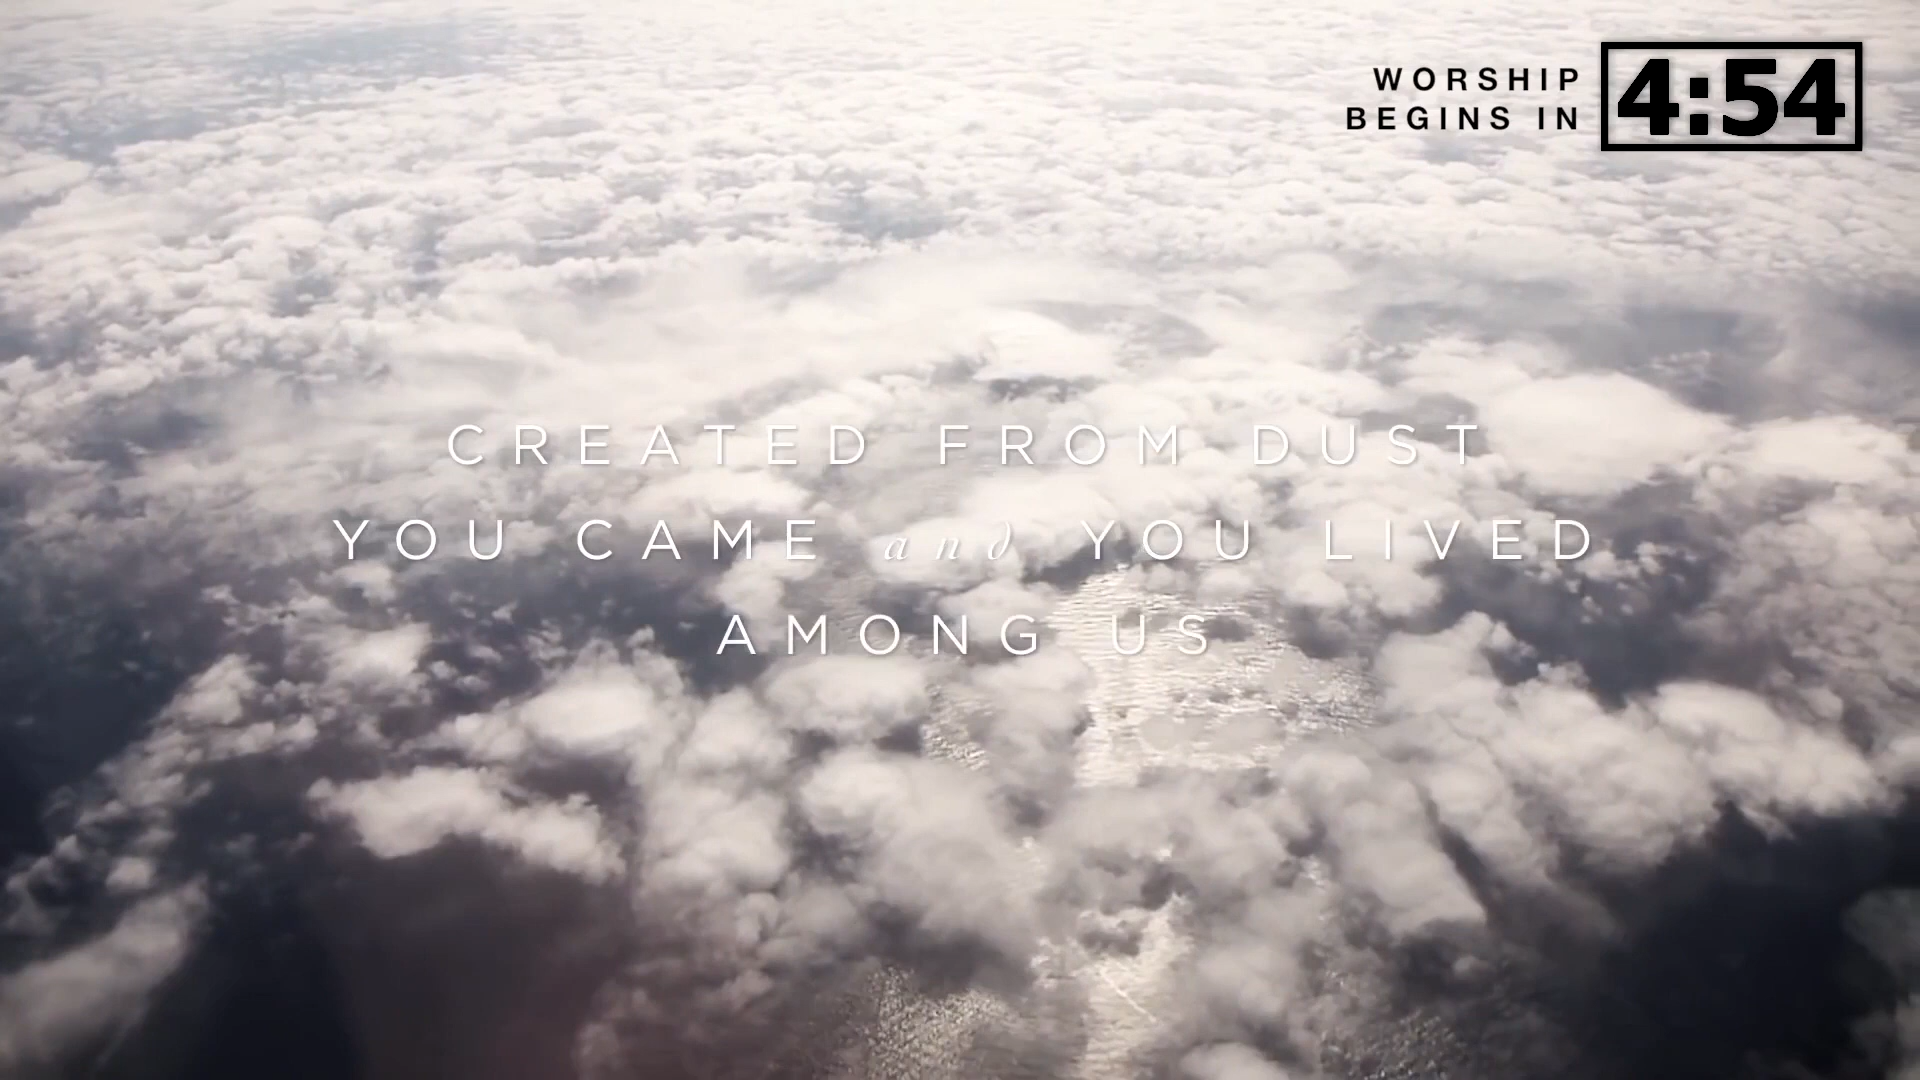 WORSHIP
BEGINS IN
4:54
CREATED FROM DUST
YOU CAME and YOU LIVED
AMONG US